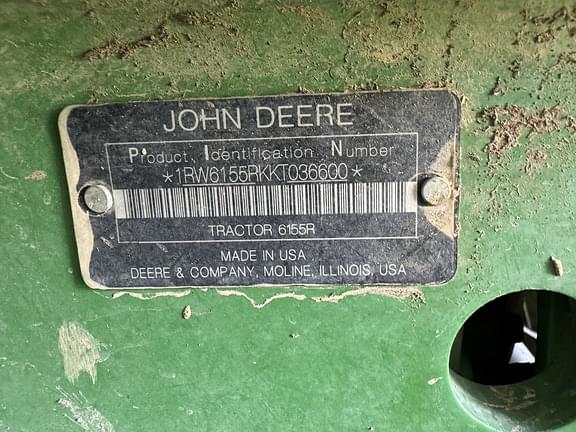 JOHN DEERE
Product Identification Number
*1RW6155RKKT036600*
TRACTOR 6155R
MADE IN USA
DEERE & COMPANY, MOLINE, ILLINOIS, USA